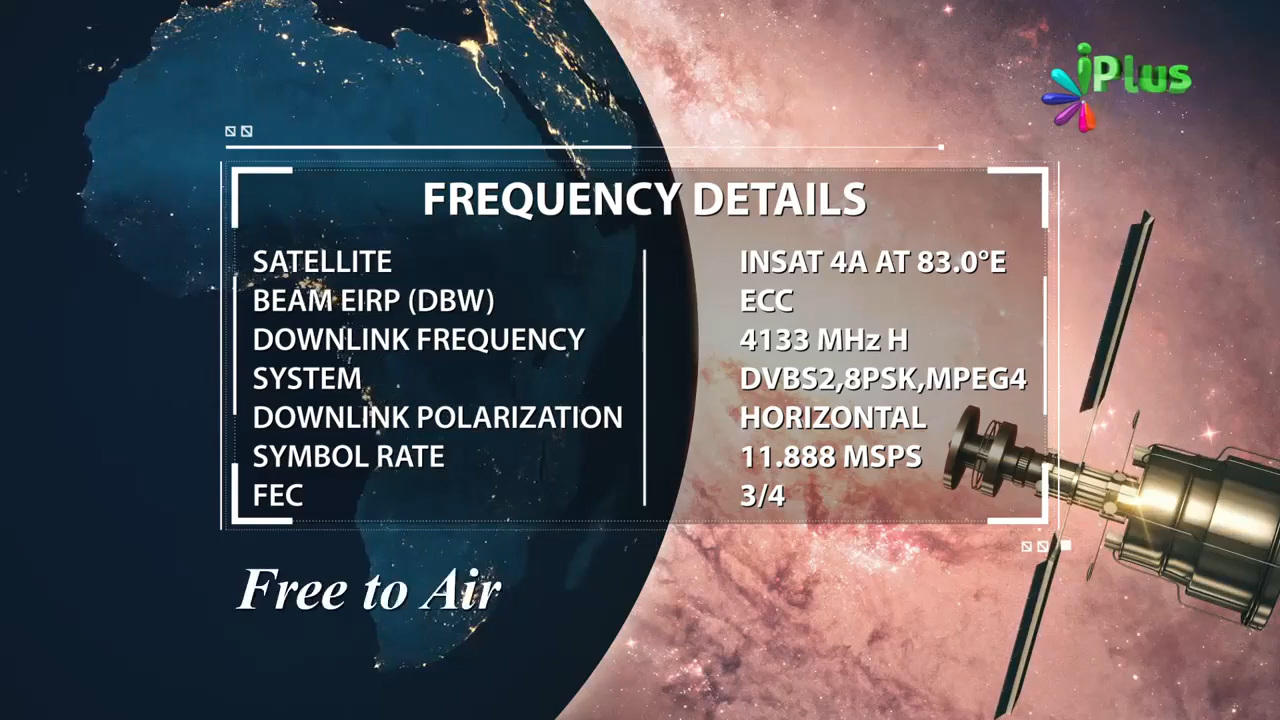 iPlus
FREQUENCY DETAILS
SATELLITE INSAT 4A AT 83.0°E
BEAM EIRP (DBW) ECC
DOWNLINK FREQUENCY 4133 MHz H
SYSTEM DVBS2,8PSK,MPEG4
DOWNLINK POLARIZATION HORIZONTAL
SYMBOL RATE 11.888 MSPS
FEC 3/4
Free to Air